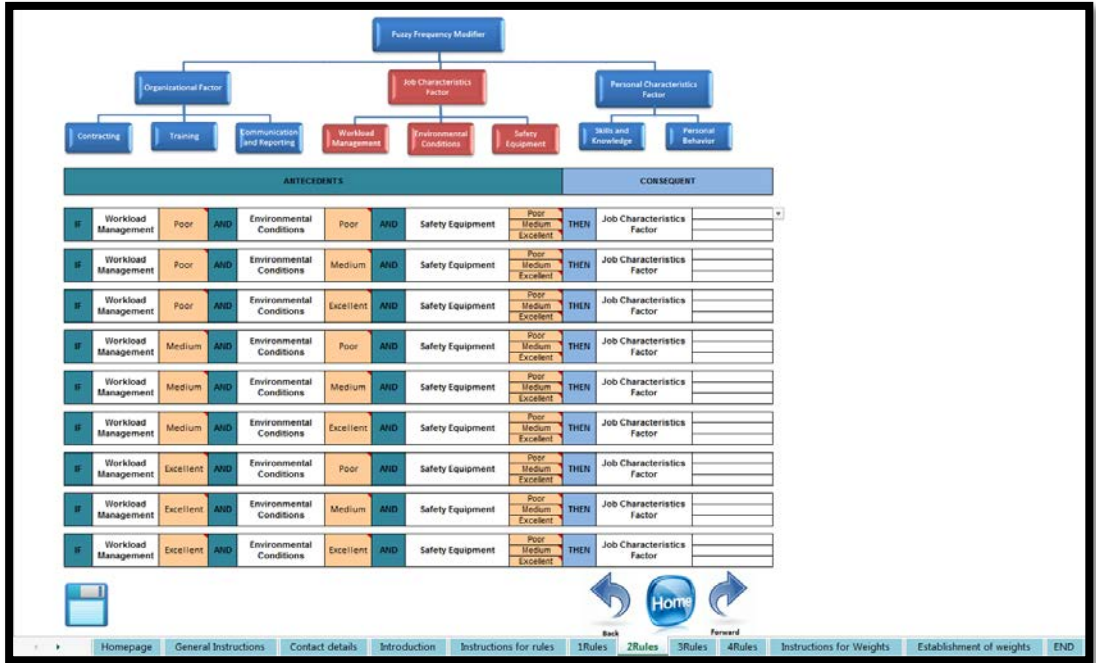 Fuzzy Frequency Modifier
Organizational Factor
Job Characteristics
Factor
Personal Characteristics
Factor
Contracting
Training
Communication
and Reporting
Workload
Management
Environmental
Conditions
Safety
Equipment
Skills and
Knowledge
Personal
Behavior
ANTECEDENTS CONSEQUENT
IF Workload Management Poor AND Environmental Conditions Poor AND Safety Equipment Poor Medium Excellent THEN Job Characteristics Factor
IF Workload Management Poor AND Environmental Conditions Medium AND Safety Equipment Poor Medium Excellent THEN Job Characteristics Factor
IF Workload Management Poor AND Environmental Conditions Excellent AND Safety Equipment Poor Medium Excellent THEN Job Characteristics Factor
IF Workload Management Medium AND Environmental Conditions Poor AND Safety Equipment Poor Medium Excellent THEN Job Characteristics Factor
IF Workload Management Medium AND Environmental Conditions Medium AND Safety Equipment Poor Medium Excellent THEN Job Characteristics Factor
IF Workload Management Medium AND Environmental Conditions Excellent AND Safety Equipment Poor Medium Excellent THEN Job Characteristics Factor
IF Workload Management Excellent AND Environmental Conditions Poor AND Safety Equipment Poor Medium Excellent THEN Job Characteristics Factor
IF Workload Management Excellent AND Environmental Conditions Medium AND Safety Equipment Poor Medium Excellent THEN Job Characteristics Factor
IF Workload Management Excellent AND Environmental Conditions Excellent AND Safety Equipment Poor Medium Excellent THEN Job Characteristics Factor
Home
Back Forward
Homepage General Instructions Contact details Introduction Instructions for rules 1Rules 2Rules 3Rules 4Rules Instructions for Weights Establishment of weights END